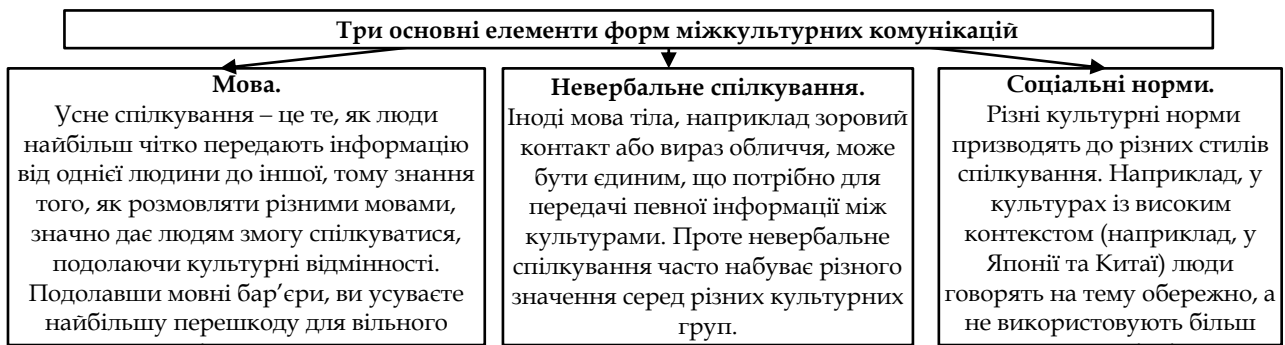 Три основні елементи форм міжкультурних комунікацій
Мова.
Усне спілкування – це те, як люди
найбільш чітко передають інформацію
від однієї людини до іншої, тому знання
того, як розмовляти різними мовами,
значно дає людям змогу спілкуватися,
подолаючи культурні відмінності.
Подолавши мовні бар’єри, ви усуваєте
найбільшу перешкоду для вільного
Невербальне спілкування.
Іноді мова тіла, наприклад зоровий
контакт або вираз обличчя, може
бути єдиним, що потрібно для
передачі певної інформації між
культурами. Проте невербальне
спілкування часто набуває різного
значення серед різних культурних
груп.
Соціальні норми.
Різні культурні норми
призводять до різних стилів
спілкування. Наприклад, у
культурах із високим
контекстом (наприклад, у
Японії та Китаї) люди
говорять на тему обережно, а
не використовують більш